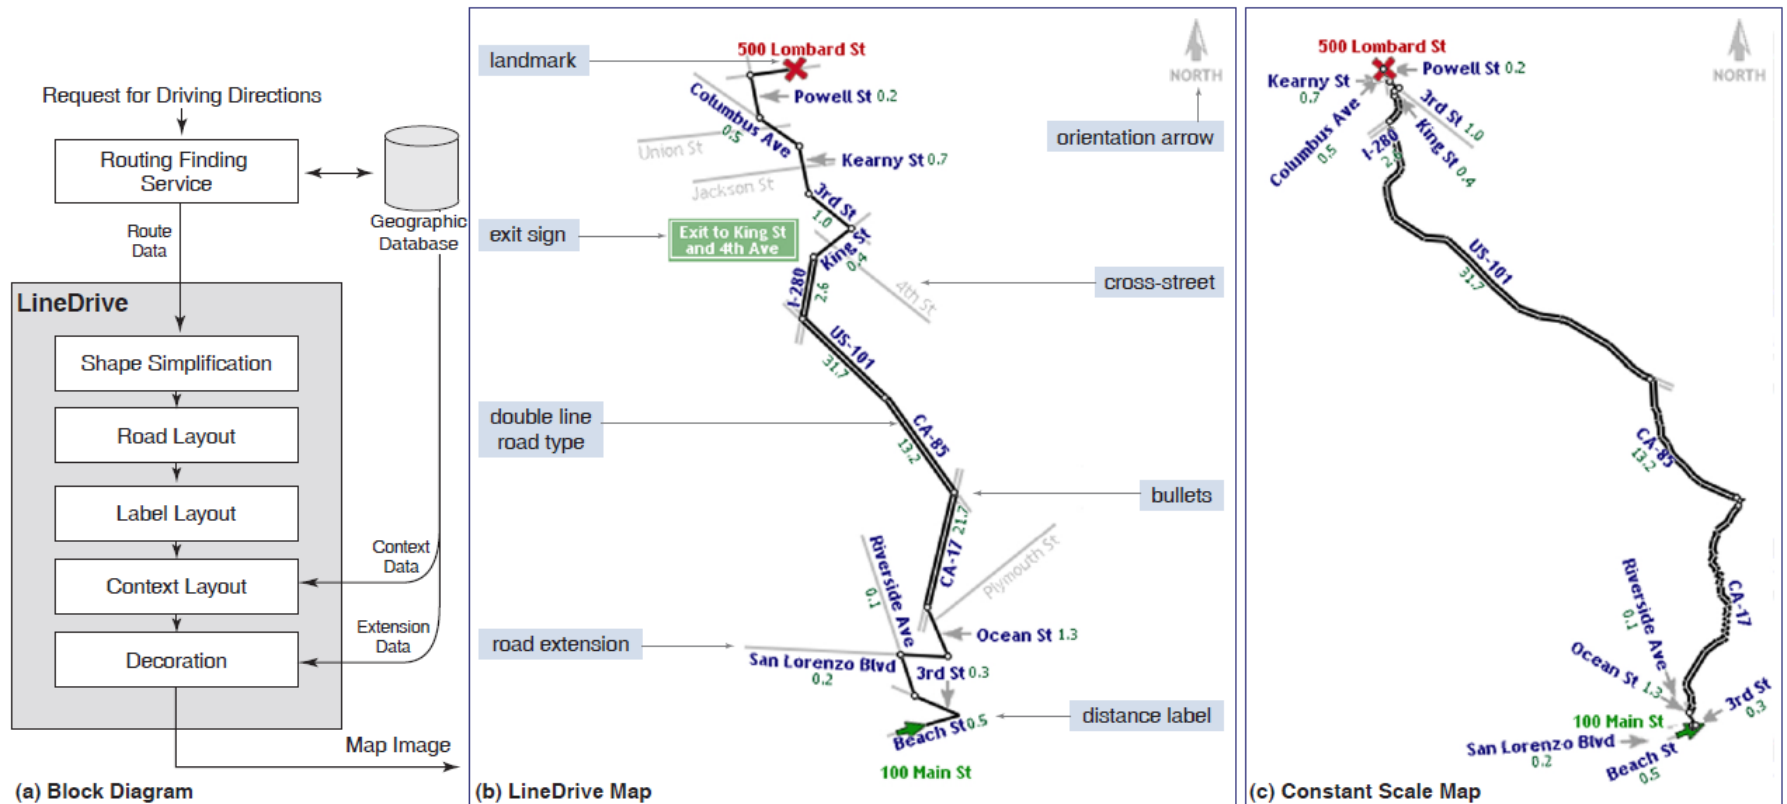 Request for Driving Directions
Routing Finding
Service
Geographic
Database
Route
Data
LineDrive
Shape Simplification
Road Layout
Label Layout
Context Layout
Decoration
Context
Data
Extension
Data
Map Image
(a) Block Diagram
landmark
500 Lombard St
NORTH
orientation arrow
Powell St 0.2
Columbus Ave
0.5
Union St
Kearny St 0.7
Jackson St
3rd St
1.0
exit sign
Exit to King St
and 4th Ave
King St
0.4
cross-street
4th St
I-280
2.6
US-101
31.7
double line
road type
CA-85
13.2
bullets
CA-17
21.7
Plymouth St
Riverside Ave
0.1
road extension
Ocean St 1.3
San Lorenzo Blvd
0.2
3rd St 0.3
distance label
Beach St 0.5
100 Main St
(b) LineDrive Map
500 Lombard St
NORTH
Kearny St
0.7
Powell St 0.2
Columbus Ave
0.5
3rd St 1.0
King St
0.4
I-280
US-101
31.7
CA-85
13.2
CA-17
Riverside Ave
0.1
Ocean St 1.3
3rd St
0.3
100 Main St
San Lorenzo Blvd
0.2
Beach St
0.5
(c) Constant Scale Map